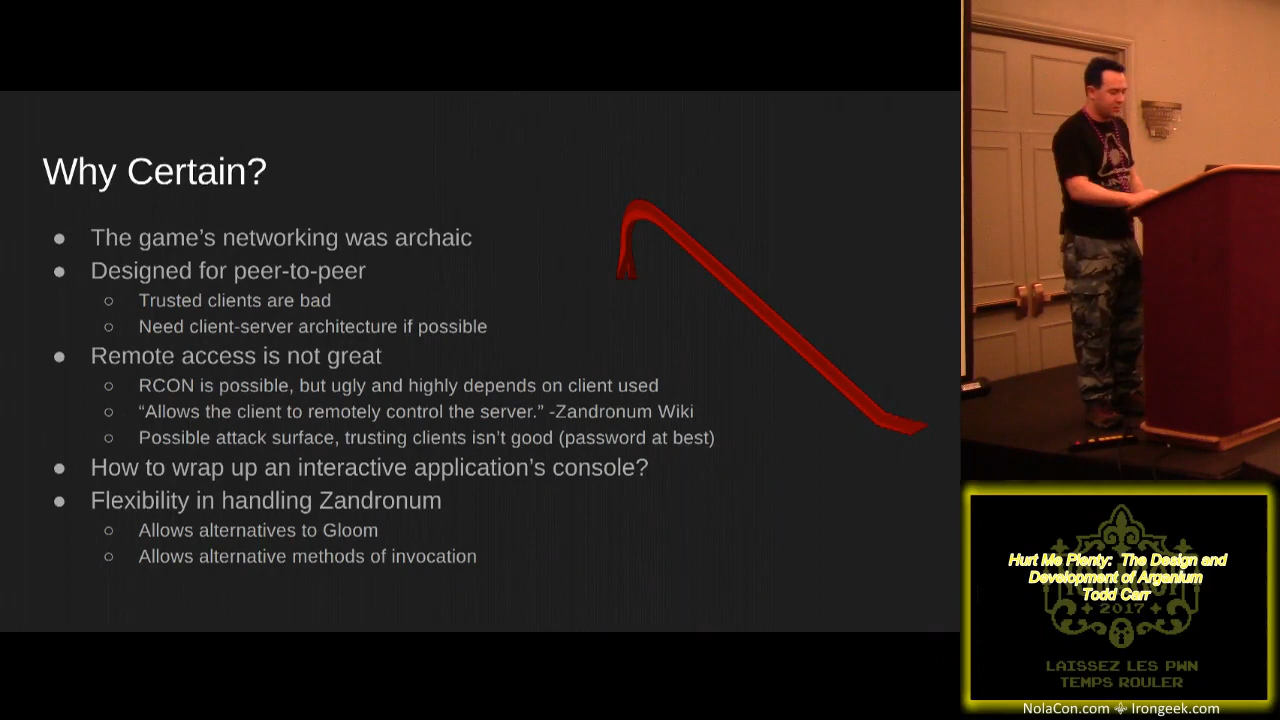 Why Certain?
● The game's networking was archaic
● Designed for peer-to-peer
○ Trusted clients are bad
○ Need client-server architecture if possible
● Remote access is not great
○ RCON is possible, but ugly and highly depends on client used
○ “Allows the client to remotely control the server.” -Zandronum Wiki
○ Possible attack surface, trusting clients isn't good (password at best)
● How to wrap up an interactive application's console?
● Flexibility in handling Zandronum
○ Allows alternatives to Gloom
○ Allows alternative methods of invocation
Hurt Me Plenty: The Design and
Development of Arganium
Todd Carr
2017
LAISSEZ LES PWN
TEMPS ROULER
NolaCon.com ⚜ Irongeek.com